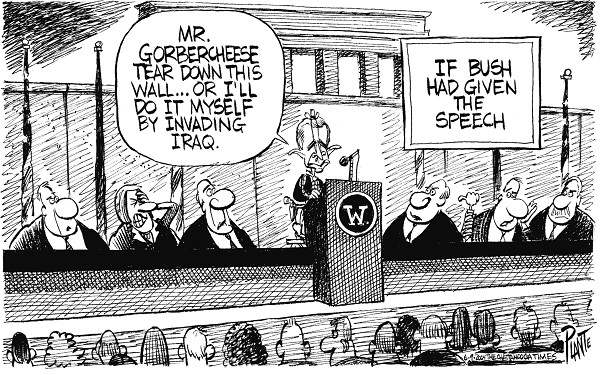 MR.
GORBERCHEESE
TEAR DOWN THIS
WALL... OR I'LL
DO IT MYSELF
BY INVADING
IRAQ.
IF BUSH
HAD GIVEN
THE
SPEECH
W.
TIMES
PLANTE